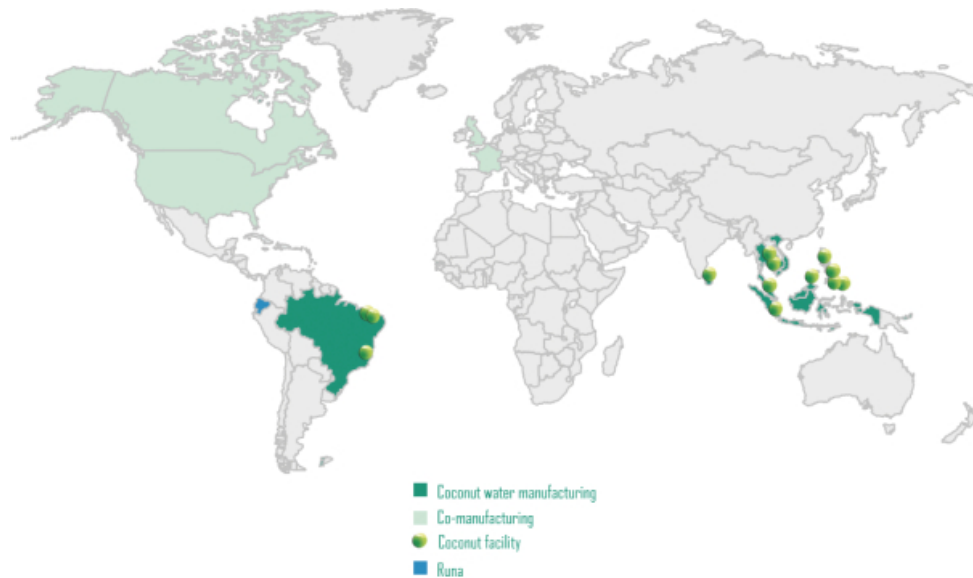 Coconut water manufacturing
Co-manufacturing
Coconut facility
Runa